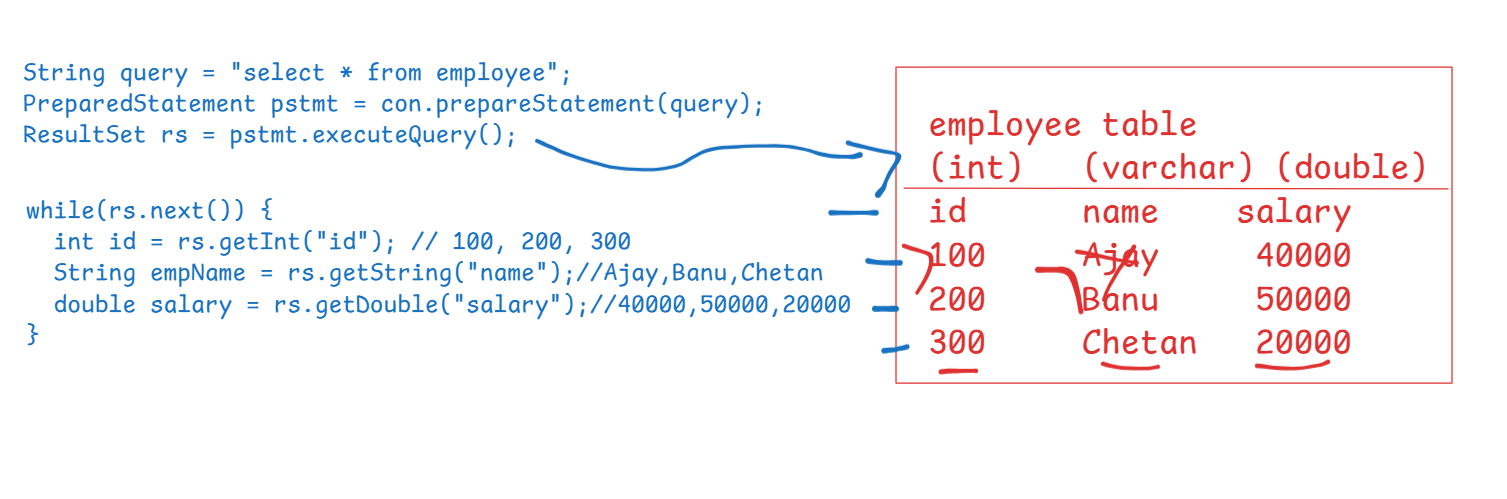 String query = "select * from employee";
PreparedStatement pstmt = con.prepareStatement(query);
ResultSet rs = pstmt.executeQuery();
while(rs.next()) {
int id = rs.getInt("id"); // 100, 200, 300
String empName = rs.getString("name");//Ajay,Banu,Chetan
double salary = rs.getDouble("salary");//40000,50000,20000
}
employee table
(int) (varchar) (double)
id name salary
100 Ajay 40000
200 Banu 50000
300 Chetan 20000